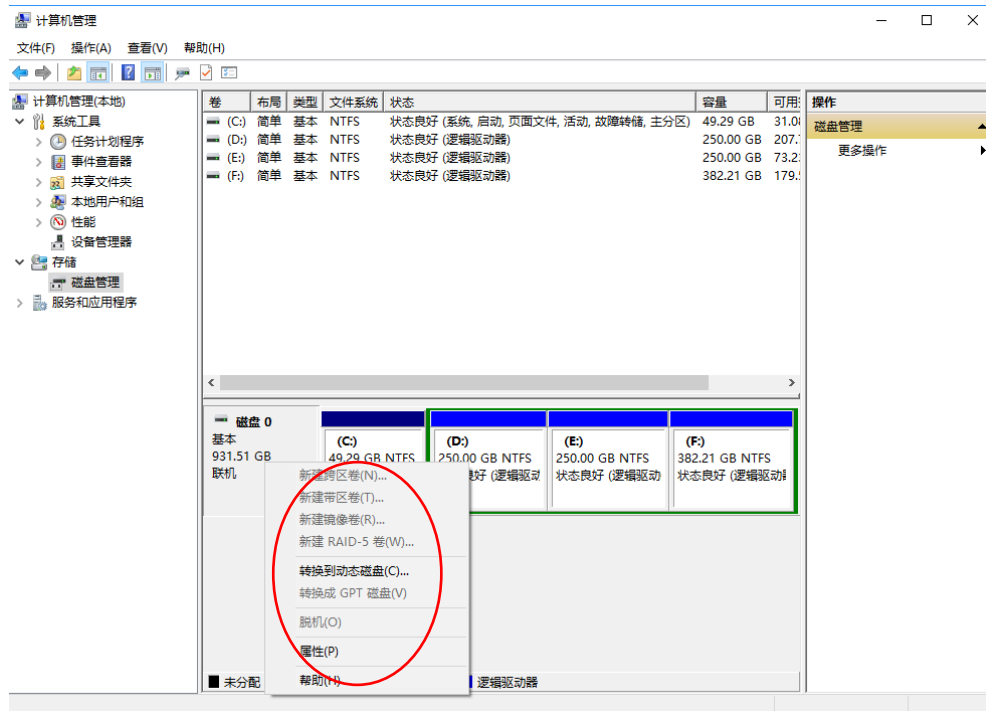 计算机管理
文件(F) 操作(A) 查看(V) 帮助(H)
计算机管理(本地)
系统工具
任务计划程序
事件查看器
共享文件夹
本地用户和组
性能
设备管理器
存储
磁盘管理
服务和应用程序
卷 布局 类型 文件系统 状态 容量 可用
(C:) 简单 基本 NTFS 状态良好 (系统, 启动, 页面文件, 活动, 故障转储, 主分区) 49.29 GB 31.0
(D:) 简单 基本 NTFS 状态良好 (逻辑驱动器) 250.00 GB 207.
(E:) 简单 基本 NTFS 状态良好 (逻辑驱动器) 250.00 GB 73.2
(F:) 简单 基本 NTFS 状态良好 (逻辑驱动器) 382.21 GB 179.
磁盘 0
基本
931.51 GB
联机
(C:)
49.29 GB NTFS
(D:)
250.00 GB NTFS
好 (逻辑驱动
(E:)
250.00 GB NTFS
状态良好 (逻辑驱动
(F:)
382.21 GB NTFS
状态良好 (逻辑驱动
新建跨区卷(N)...
新建带区卷(T)...
新建镜像卷(R)...
新建 RAID-5 卷(W)...
转换到动态磁盘(C)...
转换成 GPT 磁盘(V)
脱机(O)
属性(P)
帮助(H)
未分配
逻辑驱动器
操作
磁盘管理
更多操作